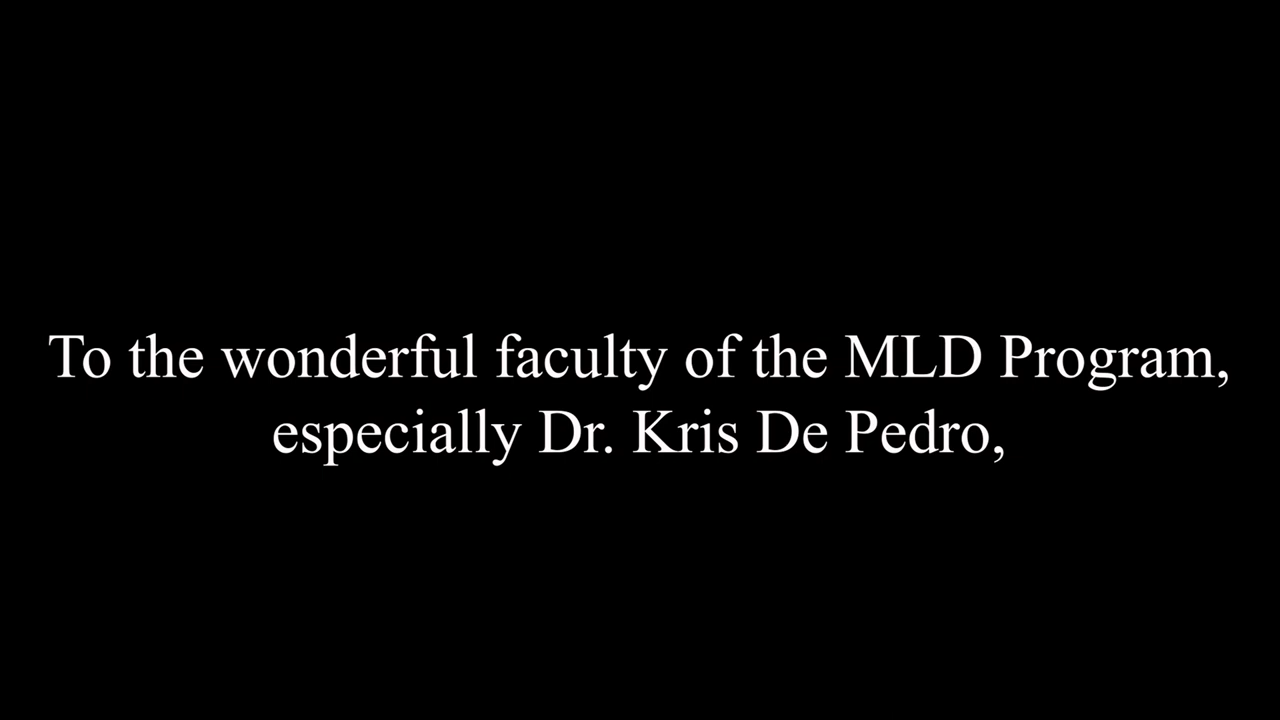 To the wonderful faculty of the MLD Program,
especially Dr. Kris De Pedro,